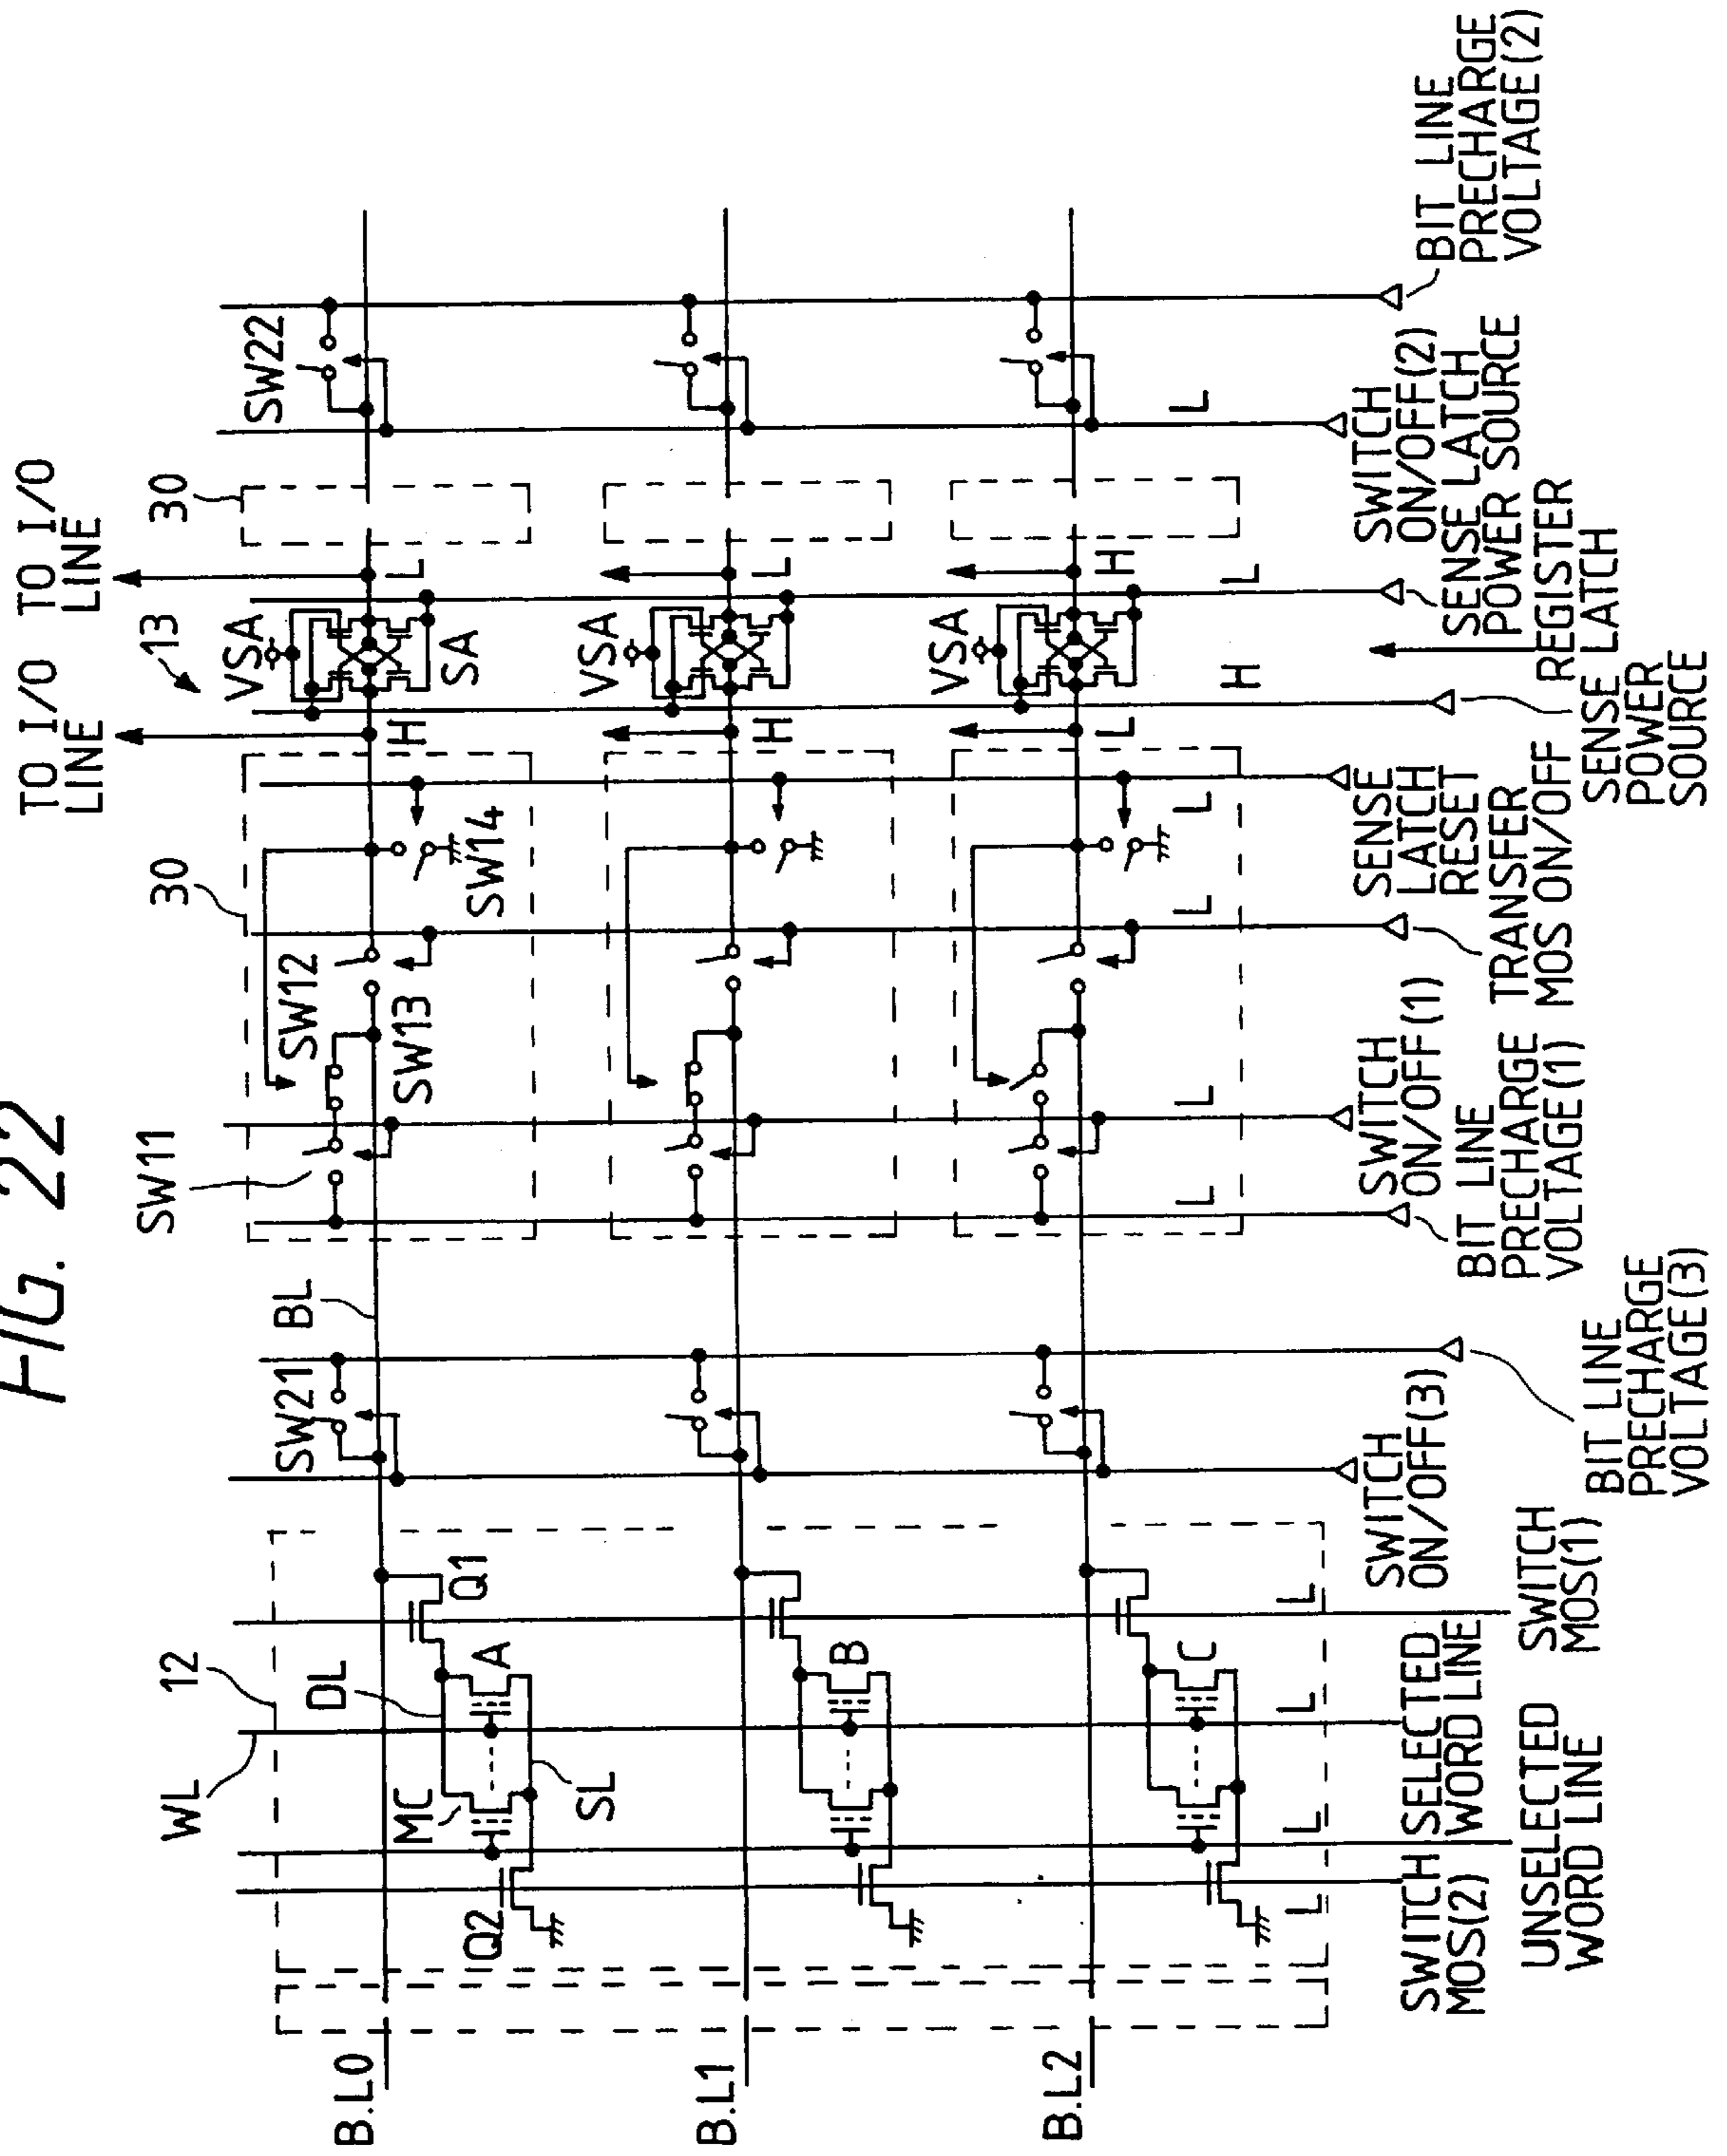 FIG. 22
TO I/O
LINE
TO I/O
LINE
13
12
30
30
WL
DL
MC
A
Q1
Q2
SL
SW21
BL
SW11
SW12
SW13
SW14
VSA
SA
SW22
H
L
B.L0
B
VSA
H
L
B.L1
C
VSA
L
H
B.L2
L
L
L
L
L
L
L
L
H
L
L
SWITCH
MOS(2)
UNSELECTED
WORD LINE
SELECTED
WORD LINE
SWITCH
MOS(1)
SWITCH
ON/OFF(3)
BIT LINE
PRECHARGE
VOLTAGE(3)
BIT LINE
PRECHARGE
VOLTAGE(1)
SWITCH
ON/OFF(1)
TRANSFER
MOS ON/OFF
SENSE
LATCH
RESET
SENSE
POWER
SOURCE
REGISTER
LATCH
SENSE LATCH
POWER SOURCE
SWITCH
ON/OFF(2)
BIT LINE
PRECHARGE
VOLTAGE(2)